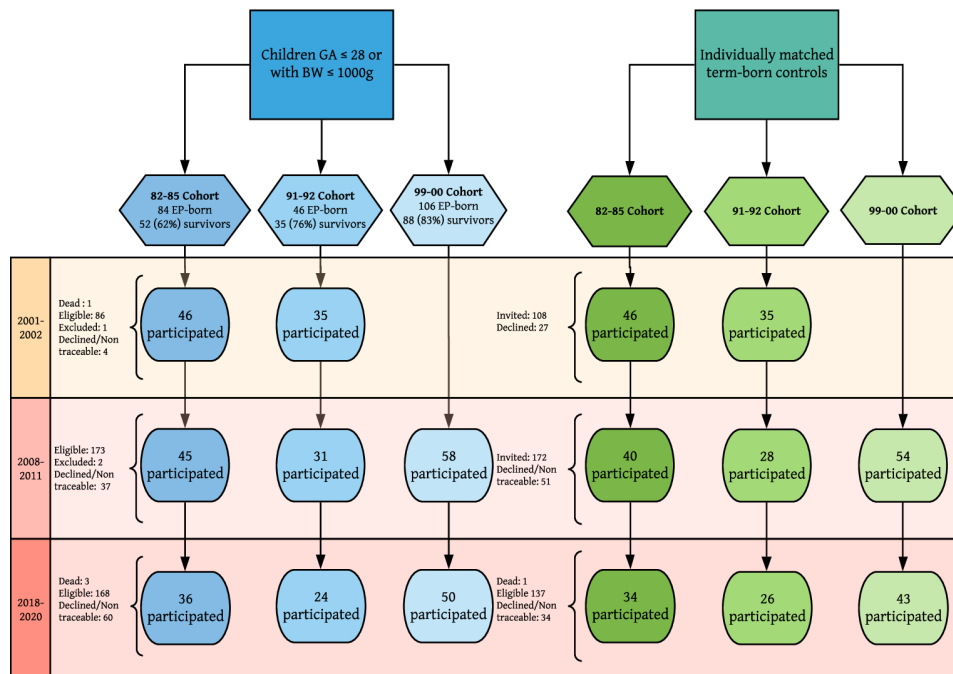 Children GA ≤ 28 or
with BW ≤ 1000g
Individually matched
term-born controls
82-85 Cohort
84 EP-born
52 (62%) survivors
91-92 Cohort
46 EP-born
35 (76%) survivors
99-00 Cohort
106 EP-born
88 (83%) survivors
82-85 Cohort
91-92 Cohort
99-00 Cohort
2001-
2002
Dead : 1
Eligible: 86
Excluded: 1
Declined/Non
traceable: 4
46
participated
35
participated
Invited: 108
Declined: 27
46
participated
35
participated
2008-
2011
Eligible: 173
Excluded: 2
Declined/Non
traceable: 37
45
participated
31
participated
58
participated
Invited: 172
Declined/Non
traceable: 51
40
participated
28
participated
54
participated
2018-
2020
Dead: 3
Eligible: 168
Declined/Non
traceable: 60
36
participated
24
participated
50
participated
Dead: 1
Eligible 137
Declined/Non
traceable: 34
34
participated
26
participated
43
participated